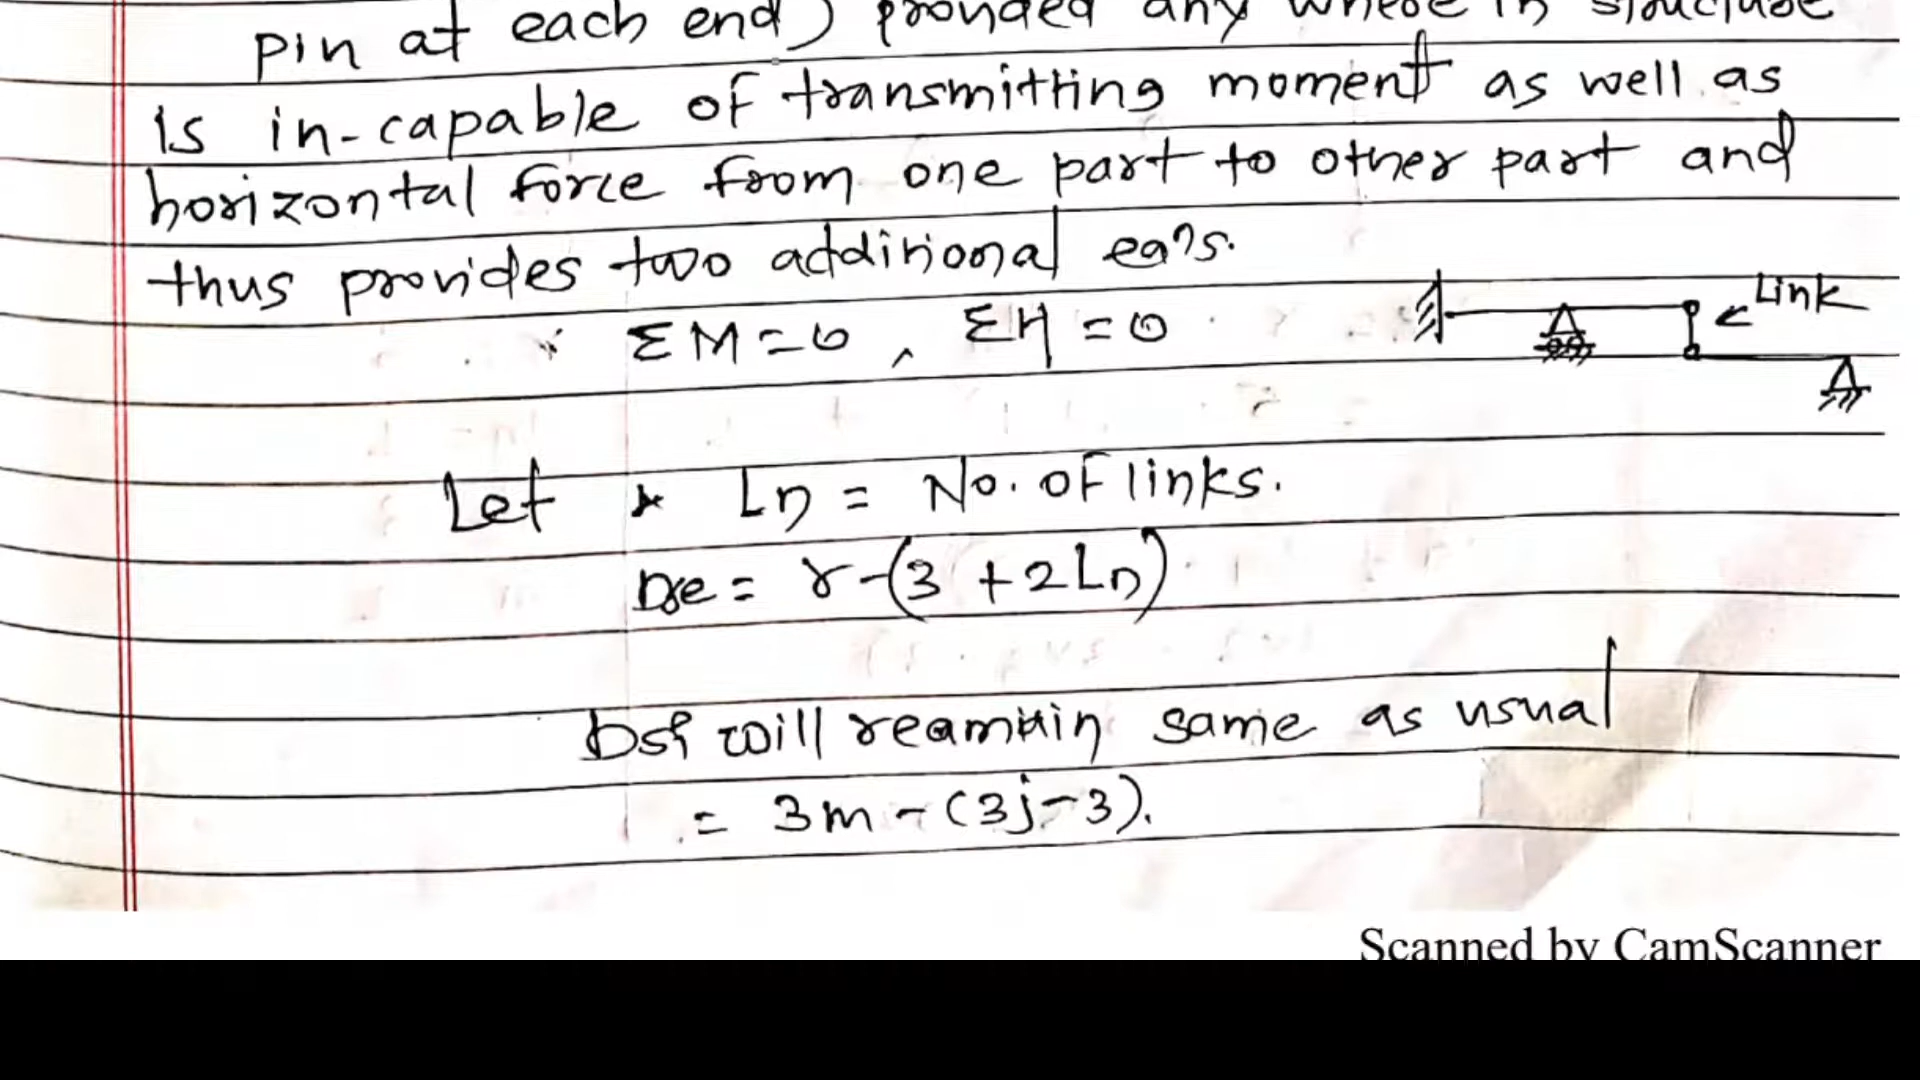 pin at each end) provided any where in structure
is in-capable of transmitting moment as well as
horizontal force from one part to other part and
thus provides two additional eqns.
ΣM=0, ΣH=0
Link
Let * Ln = No. of links.
Dse = r-(3+2Ln)
Dsi will reamain same as usual
= 3m-(3j-3).
Scanned by CamScanner